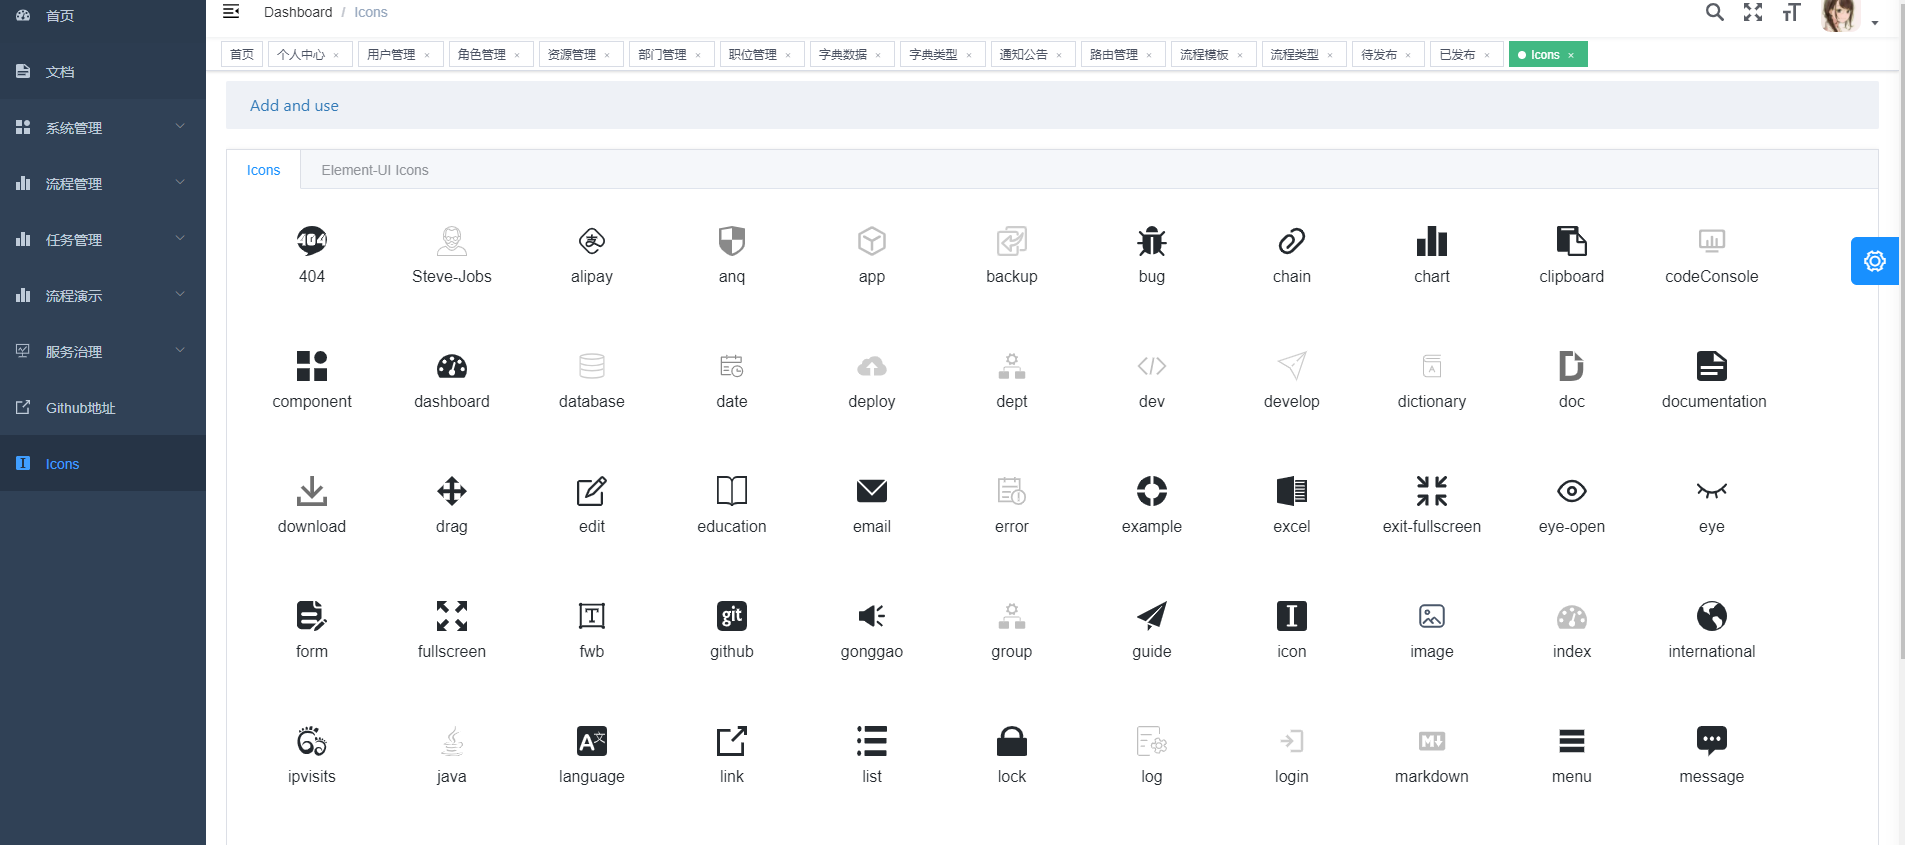 首页
文档
系统管理
流程管理
任务管理
流程演示
服务治理
Github地址
Icons
Dashboard / Icons
首页 个人中心 × 用户管理 × 角色管理 × 资源管理 × 部门管理 × 职位管理 × 字典数据 × 字典类型 × 通知公告 × 路由管理 × 流程模板 × 流程类型 × 待发布 × 已发布 × Icons ×
Add and use
Icons Element-UI Icons
404 Steve-Jobs alipay anq app backup bug chain chart clipboard codeConsole
component dashboard database date deploy dept dev develop dictionary doc documentation
download drag edit education email error example excel exit-fullscreen eye-open eye
form fullscreen fwb github gonggao group guide icon image index international
ipvisits java language link list lock log login markdown menu message